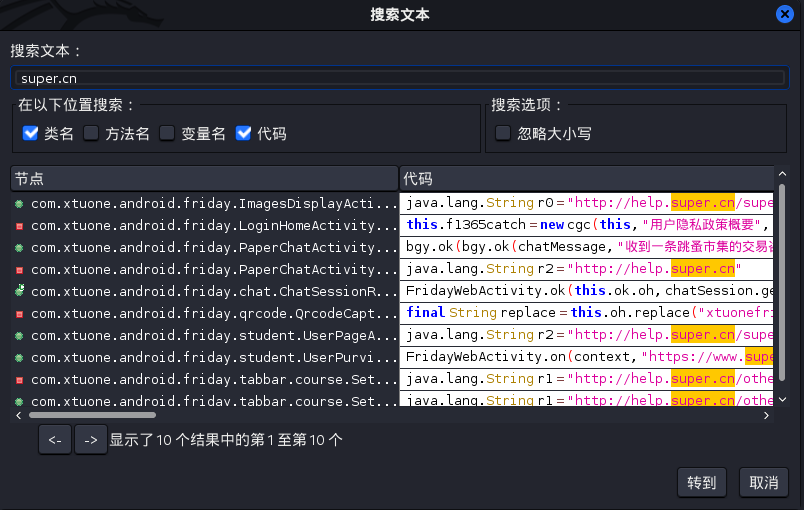 搜索文本
搜索文本：
super.cn
在以下位置搜索：
搜索选项：
类名 方法名 变量名 代码
忽略大小写
节点 代码
com.xtuone.android.friday.ImagesDisplayActi... java.lang.String r0 = "http://help.super.cn/supe
com.xtuone.android.friday.LoginHomeActivity... this.f1365catch = new cgc(this, "用户隐私政策概要",
com.xtuone.android.friday.PaperChatActivity... bgy.ok(bgy.ok(chatMessage, "收到一条跳蚤市集的交易咨
com.xtuone.android.friday.PaperChatActivity... java.lang.String r2 = "http://help.super.cn"
com.xtuone.android.friday.chat.ChatSessionR... FridayWebActivity.ok(this.ok.oh, chatSession.ge
com.xtuone.android.friday.qrcode.QrcodeCapt... final String replace = this.oh.replace("xtuonefri
com.xtuone.android.friday.student.UserPageA... java.lang.String r2 = "http://help.super.cn/supe
com.xtuone.android.friday.student.UserPurvi... FridayWebActivity.on(context, "https://www.supe
com.xtuone.android.friday.tabbar.course.Set... java.lang.String r1 = "http://help.super.cn/othe
com.xtuone.android.friday.tabbar.course.Set... java.lang.String r1 = "http://help.super.cn/othe
<- -> 显示了 10 个结果中的第 1 至第 10 个
转到 取消